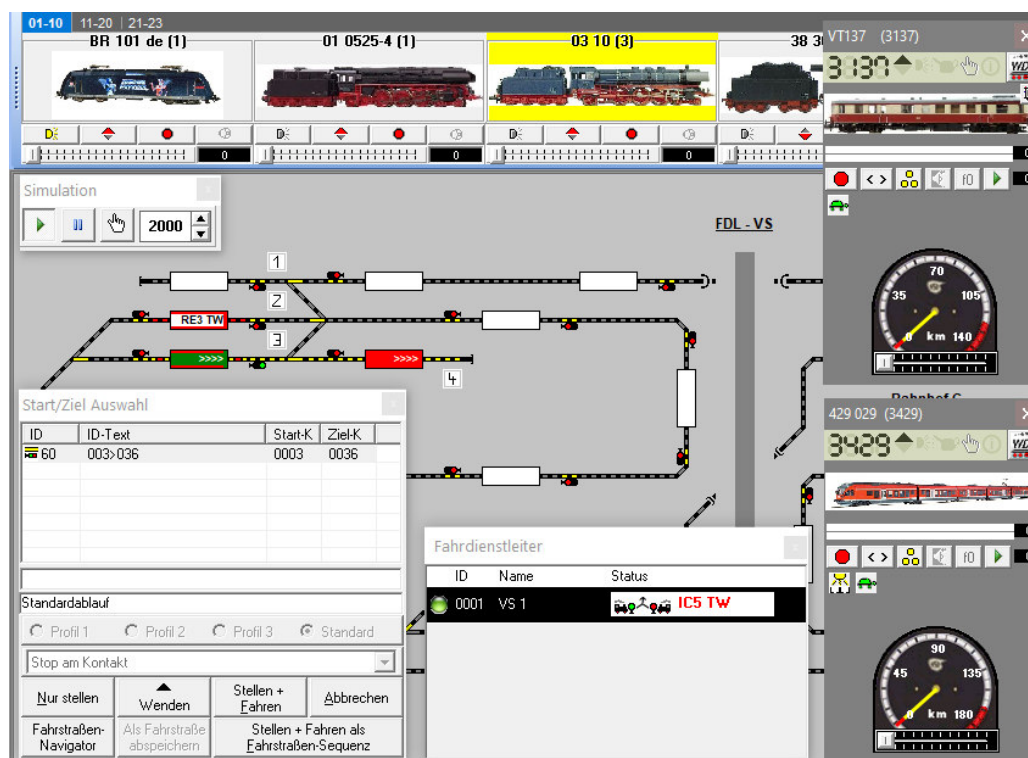 01-10 11-20 21-23
BR 101 de (1) 01 0525-4 (1) 03 10 (3)
0 0 0
VT137 (3137)
3137
WD
f0
70
35 105
0 km 140
Simulation
2000
FDL - VS
1
2
RE3 TW
3
>>>> >>>>
4
Start/Ziel Auswahl
ID ID-Text Start-K Ziel-K
60 003>036 0003 0036
Standardablauf
Profil 1 Profil 2 Profil 3 Standard
Stop am Kontakt
Nur stellen Wenden Stellen + Fahren Abbrechen
Fahrstraßen-Navigator Als Fahrstraße abspeichern Stellen + Fahren als Fahrstraßen-Sequenz
Fahrdienstleiter
ID Name Status
0001 VS 1 IC5 TW
429 029 (3429)
3429
WD
f0
90
45 135
0 km 180